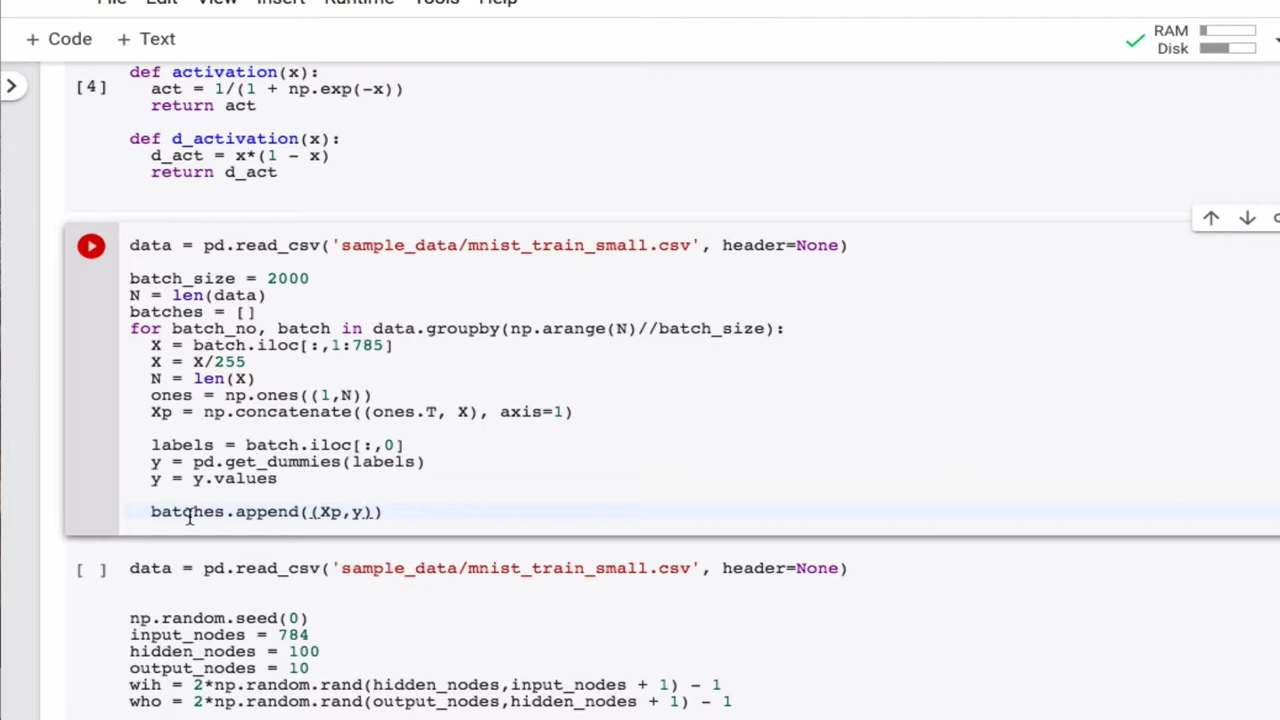 File Edit View Insert Runtime Tools Help
+ Code + Text
RAM
Disk
[4]
def activation(x):
act = 1/(1 + np.exp(-x))
return act
def d_activation(x):
d_act = x*(1 - x)
return d_act
data = pd.read_csv('sample_data/mnist_train_small.csv', header=None)
batch_size = 2000
N = len(data)
batches = []
for batch_no, batch in data.groupby(np.arange(N)//batch_size):
X = batch.iloc[:,1:785]
X = X/255
N = len(X)
ones = np.ones((1,N))
Xp = np.concatenate((ones.T, X), axis=1)
labels = batch.iloc[:,0]
y = pd.get_dummies(labels)
y = y.values
batches.append((Xp,y))
[ ] data = pd.read_csv('sample_data/mnist_train_small.csv', header=None)
np.random.seed(0)
input_nodes = 784
hidden_nodes = 100
output_nodes = 10
wih = 2*np.random.rand(hidden_nodes,input_nodes + 1) - 1
who = 2*np.random.rand(output_nodes,hidden_nodes + 1) - 1